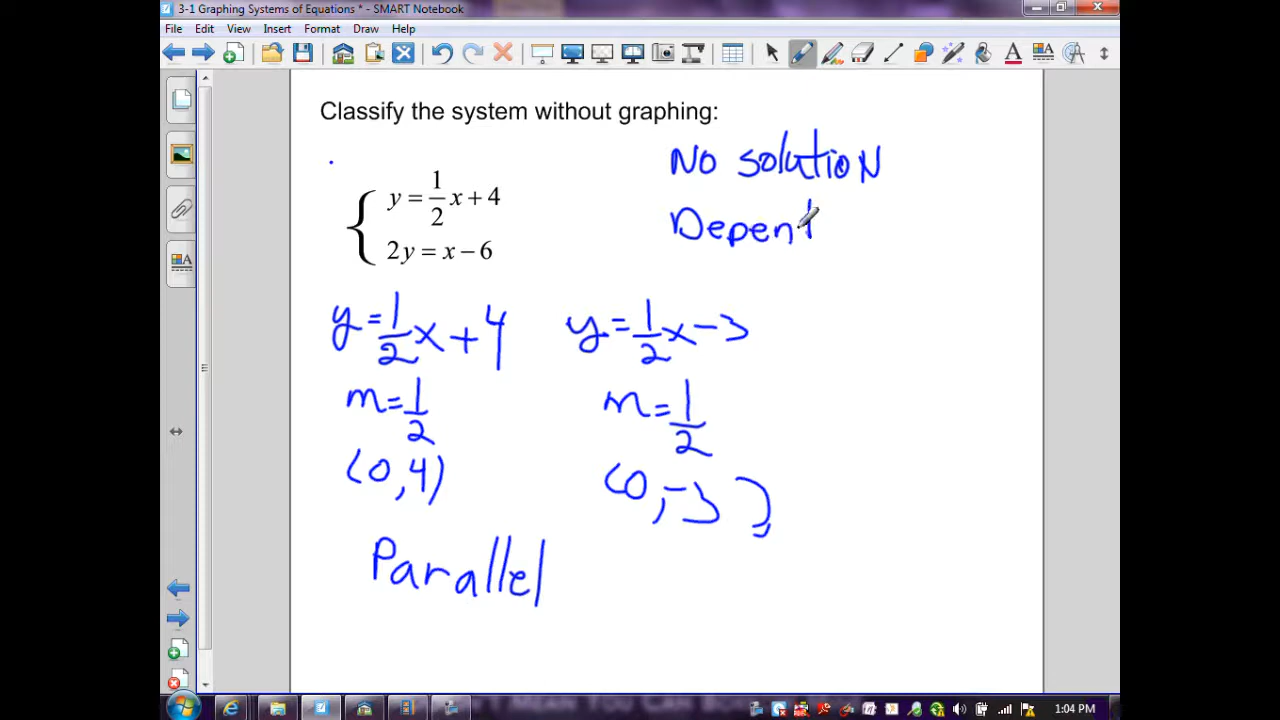 3-1 Graphing Systems of Equations * - SMART Notebook
File Edit View Insert Format Draw Help
Classify the system without graphing:
No solution
y = 1/2 x + 4
Depent
2y = x − 6
y = 1/2 x + 4 y = 1/2 x − 3
m = 1/2 m = 1/2
(0, 4) (0, −3)
Parallel
1:04 PM